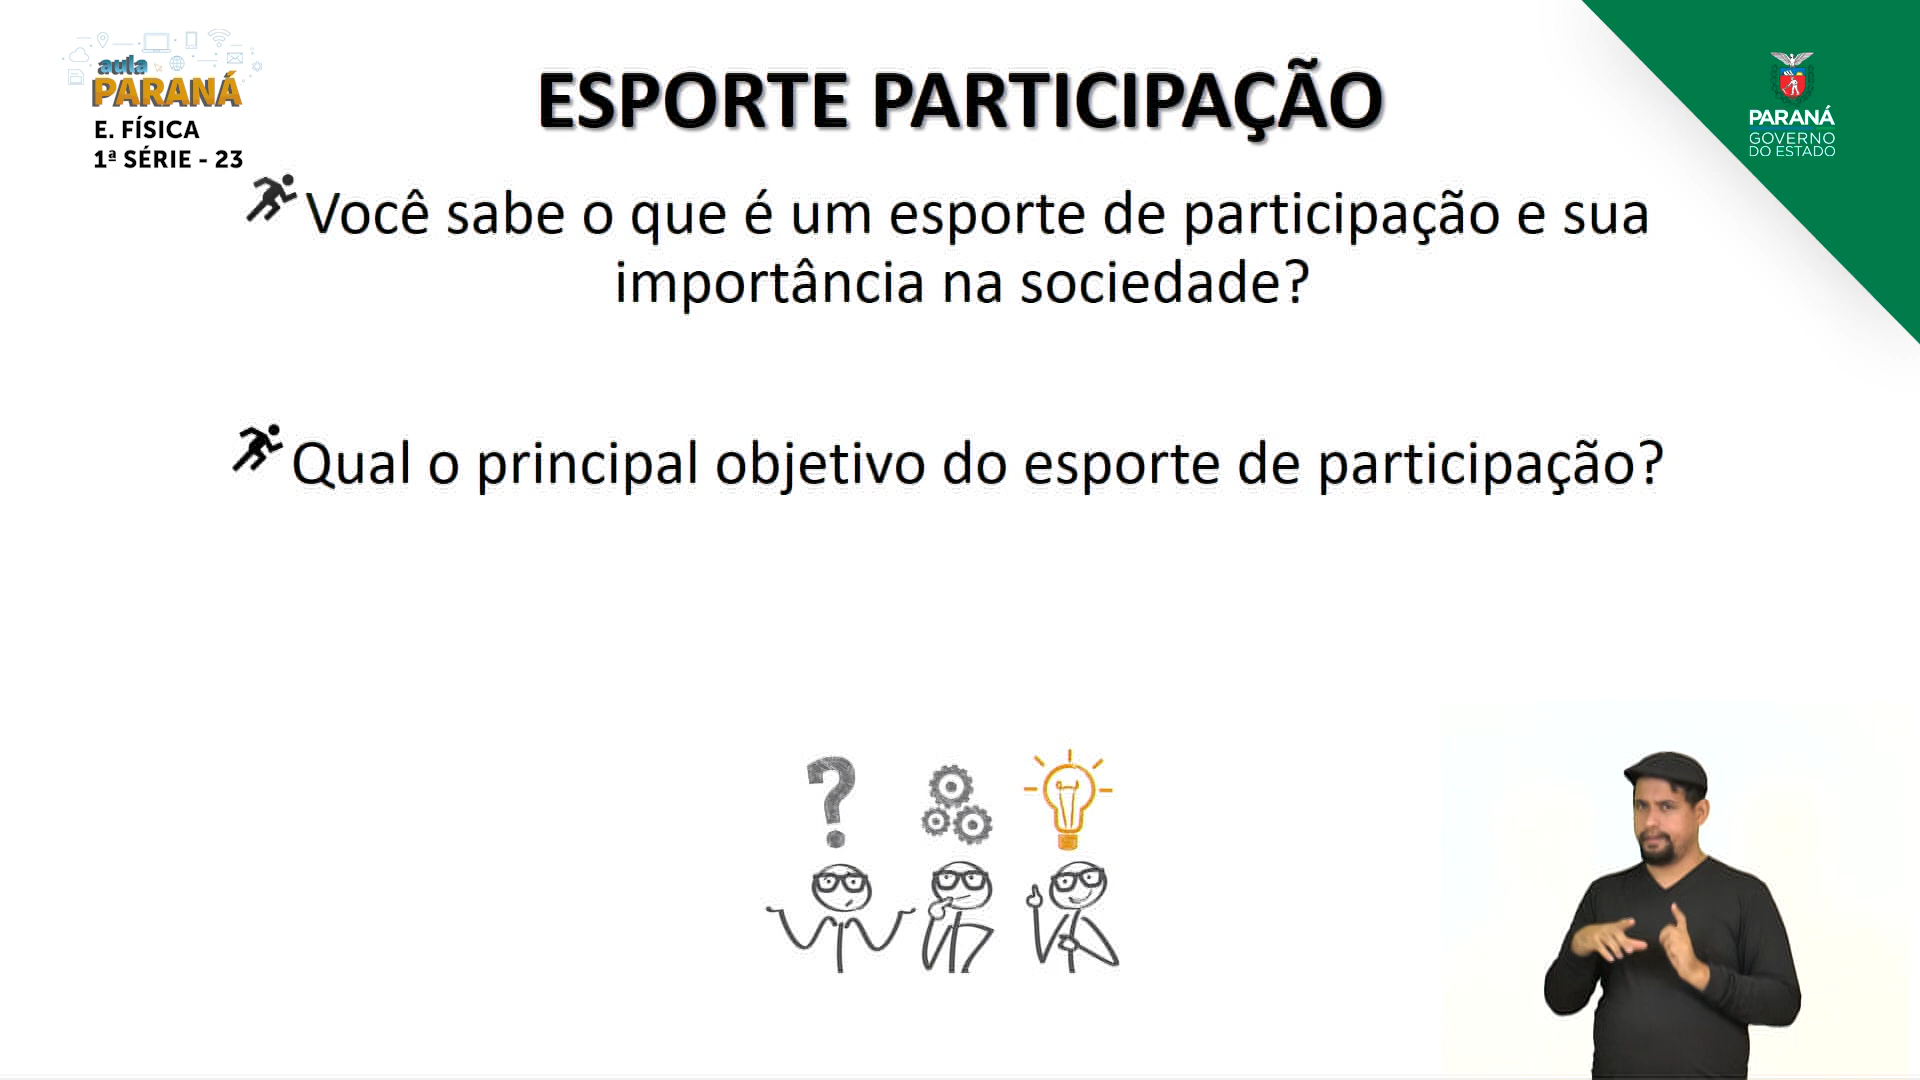 aula
PARANÁ
E. FÍSICA
1ª SÉRIE - 23
ESPORTE PARTICIPAÇÃO
PARANÁ
GOVERNO
DO ESTADO
Você sabe o que é um esporte de participação e sua
importância na sociedade?
Qual o principal objetivo do esporte de participação?
?